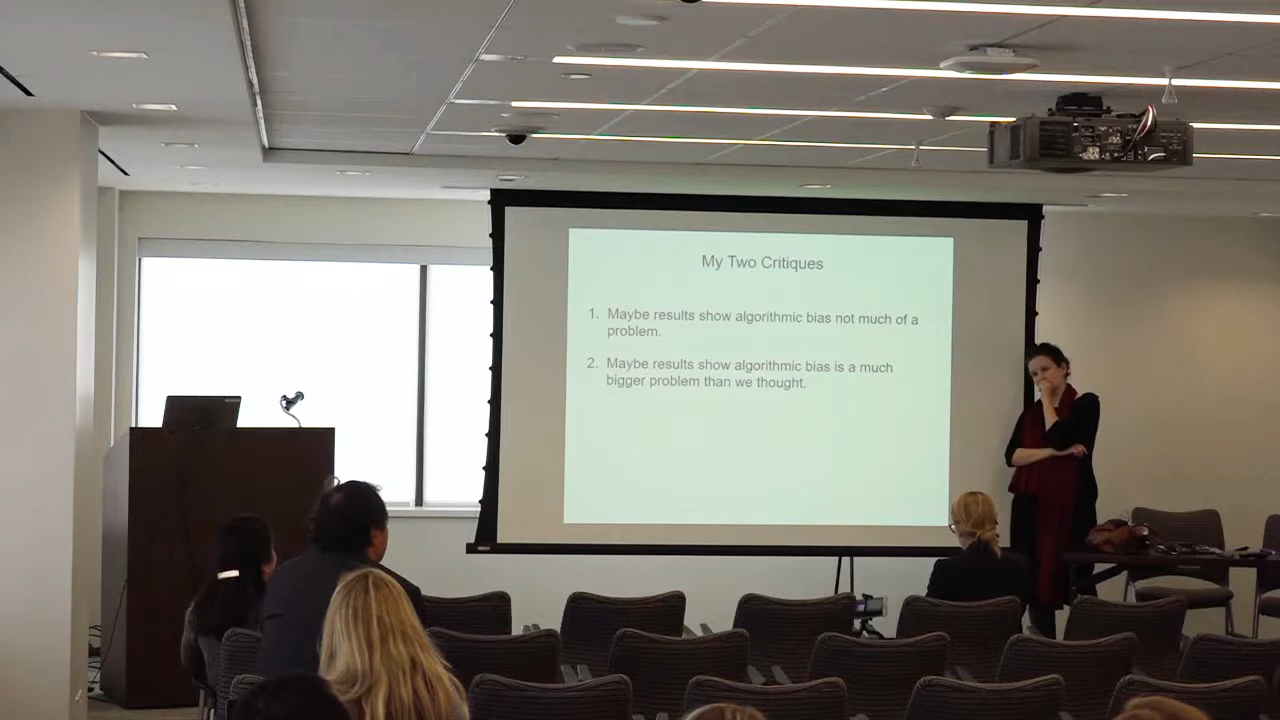 My Two Critiques
1. Maybe results show algorithmic bias not much of a
problem.
2. Maybe results show algorithmic bias is a much
bigger problem than we thought.